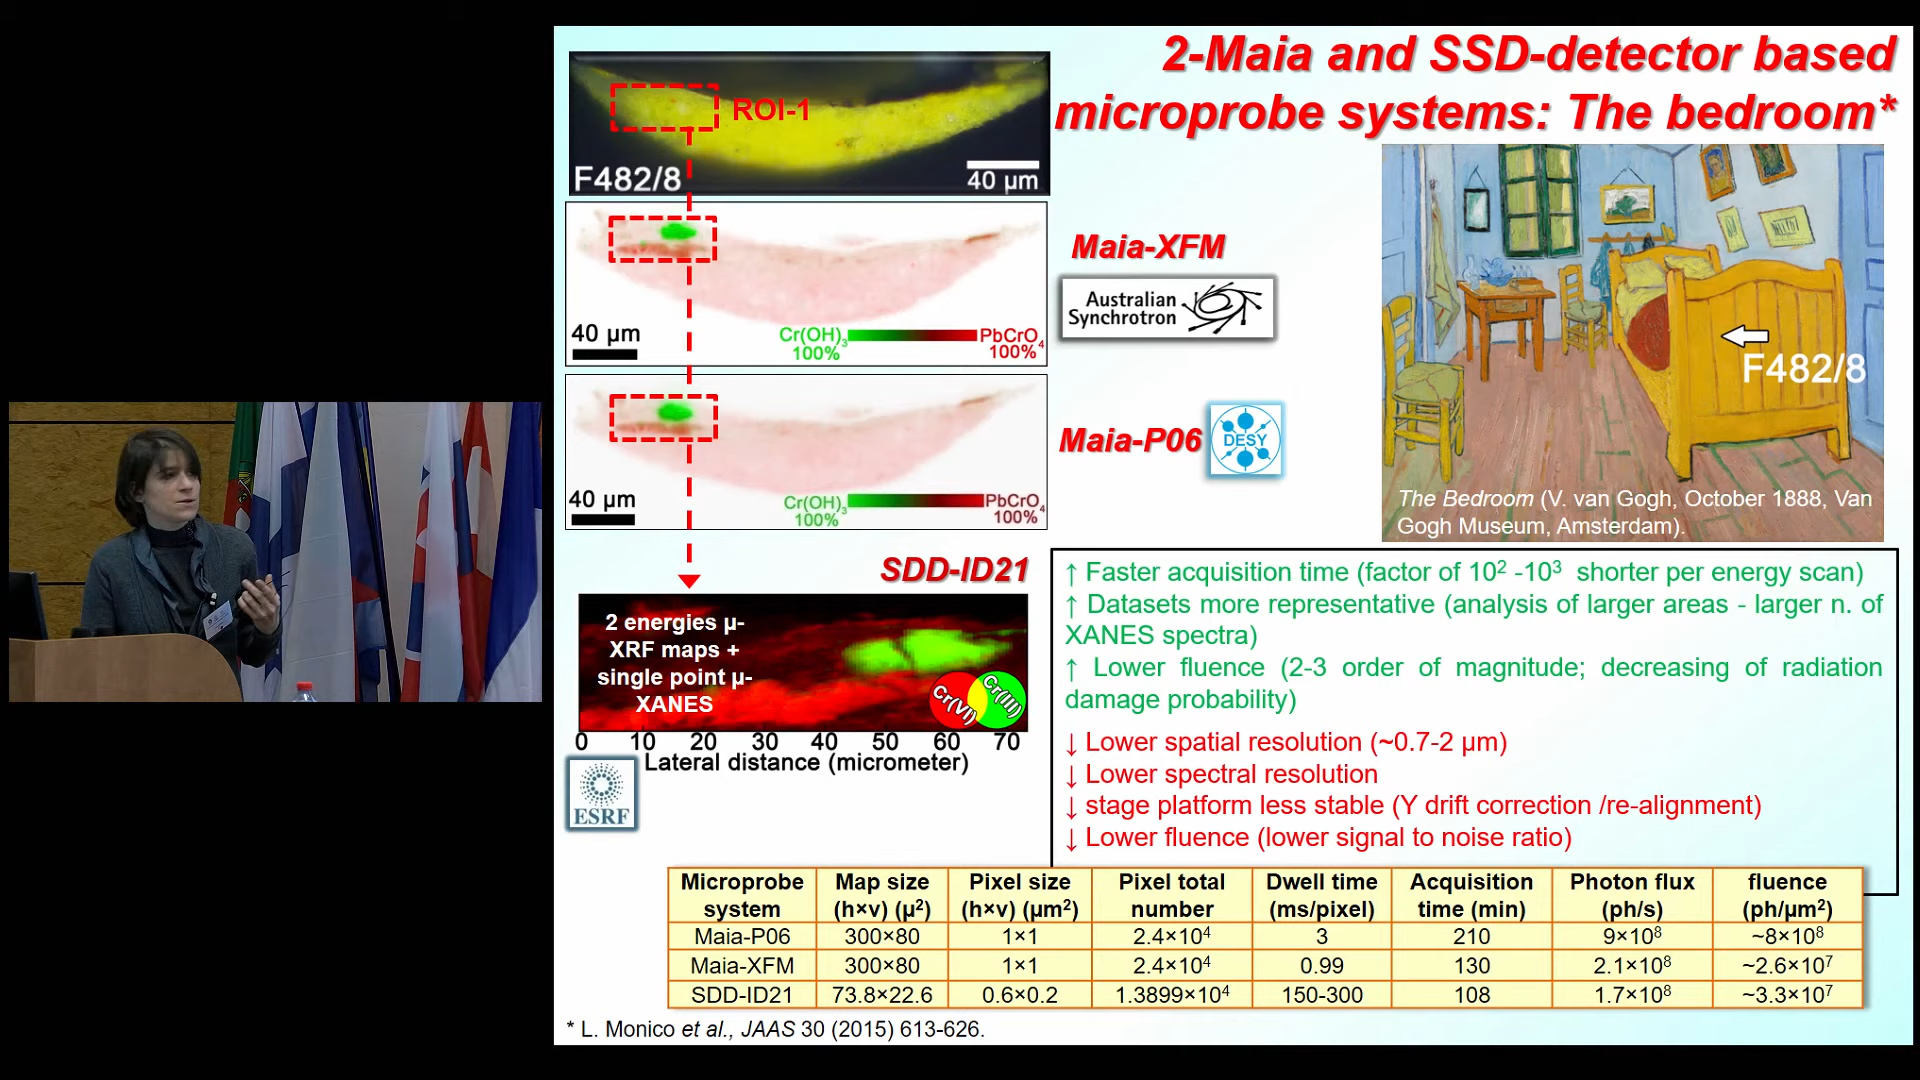 2-Maia and SSD-detector based
microprobe systems: The bedroom*
ROI-1
F482/8
40 µm
Maia-XFM
Australian
Synchrotron
40 µm
Cr(OH)3
100%
PbCrO4
100%
Maia-P06
DESY
40 µm
Cr(OH)3
100%
PbCrO4
100%
F482/8
The Bedroom (V. van Gogh, October 1888, Van
Gogh Museum, Amsterdam).
SDD-ID21
2 energies µ-
XRF maps +
single point µ-
XANES
Cr(VI)
Cr(III)
0 10 20 30 40 50 60 70
Lateral distance (micrometer)
ESRF
↑ Faster acquisition time (factor of 10² -10³ shorter per energy scan)
↑ Datasets more representative (analysis of larger areas - larger n. of
XANES spectra)
↑ Lower fluence (2-3 order of magnitude; decreasing of radiation
damage probability)
↓ Lower spatial resolution (~0.7-2 µm)
↓ Lower spectral resolution
↓ stage platform less stable (Y drift correction /re-alignment)
↓ Lower fluence (lower signal to noise ratio)
Microprobe system Map size (h×v) (µ²) Pixel size (h×v) (µm²) Pixel total number Dwell time (ms/pixel) Acquisition time (min) Photon flux (ph/s) fluence (ph/µm²)
Maia-P06 300×80 1×1 2.4×10⁴ 3 210 9×10⁸ ~8×10⁸
Maia-XFM 300×80 1×1 2.4×10⁴ 0.99 130 2.1×10⁸ ~2.6×10⁷
SDD-ID21 73.8×22.6 0.6×0.2 1.3899×10⁴ 150-300 108 1.7×10⁸ ~3.3×10⁷
* L. Monico et al., JAAS 30 (2015) 613-626.